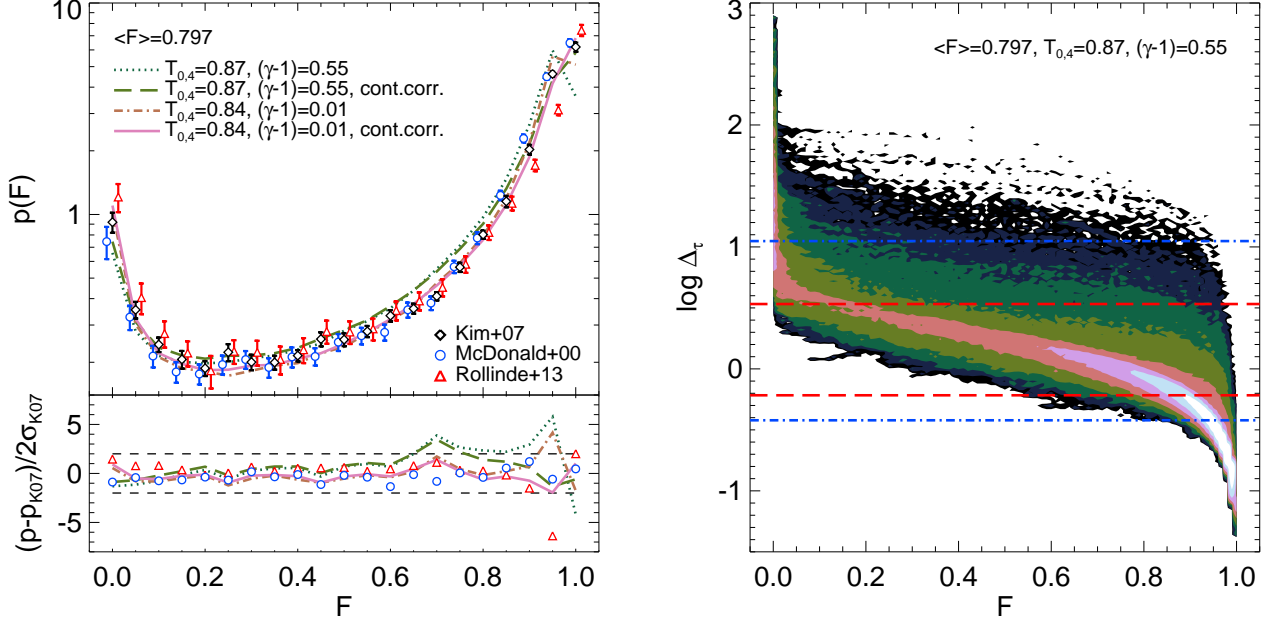 10
1
p(F)
<F>=0.797
T0,4=0.87, (γ-1)=0.55
T0,4=0.87, (γ-1)=0.55, cont.corr.
T0,4=0.84, (γ-1)=0.01
T0,4=0.84, (γ-1)=0.01, cont.corr.
Kim+07
McDonald+00
Rollinde+13
5
0
-5
(p-pK07)/2σK07
0.0 0.2 0.4 0.6 0.8 1.0
F
3
2
1
0
-1
log Δτ
<F>=0.797, T0,4=0.87, (γ-1)=0.55
0.0 0.2 0.4 0.6 0.8 1.0
F